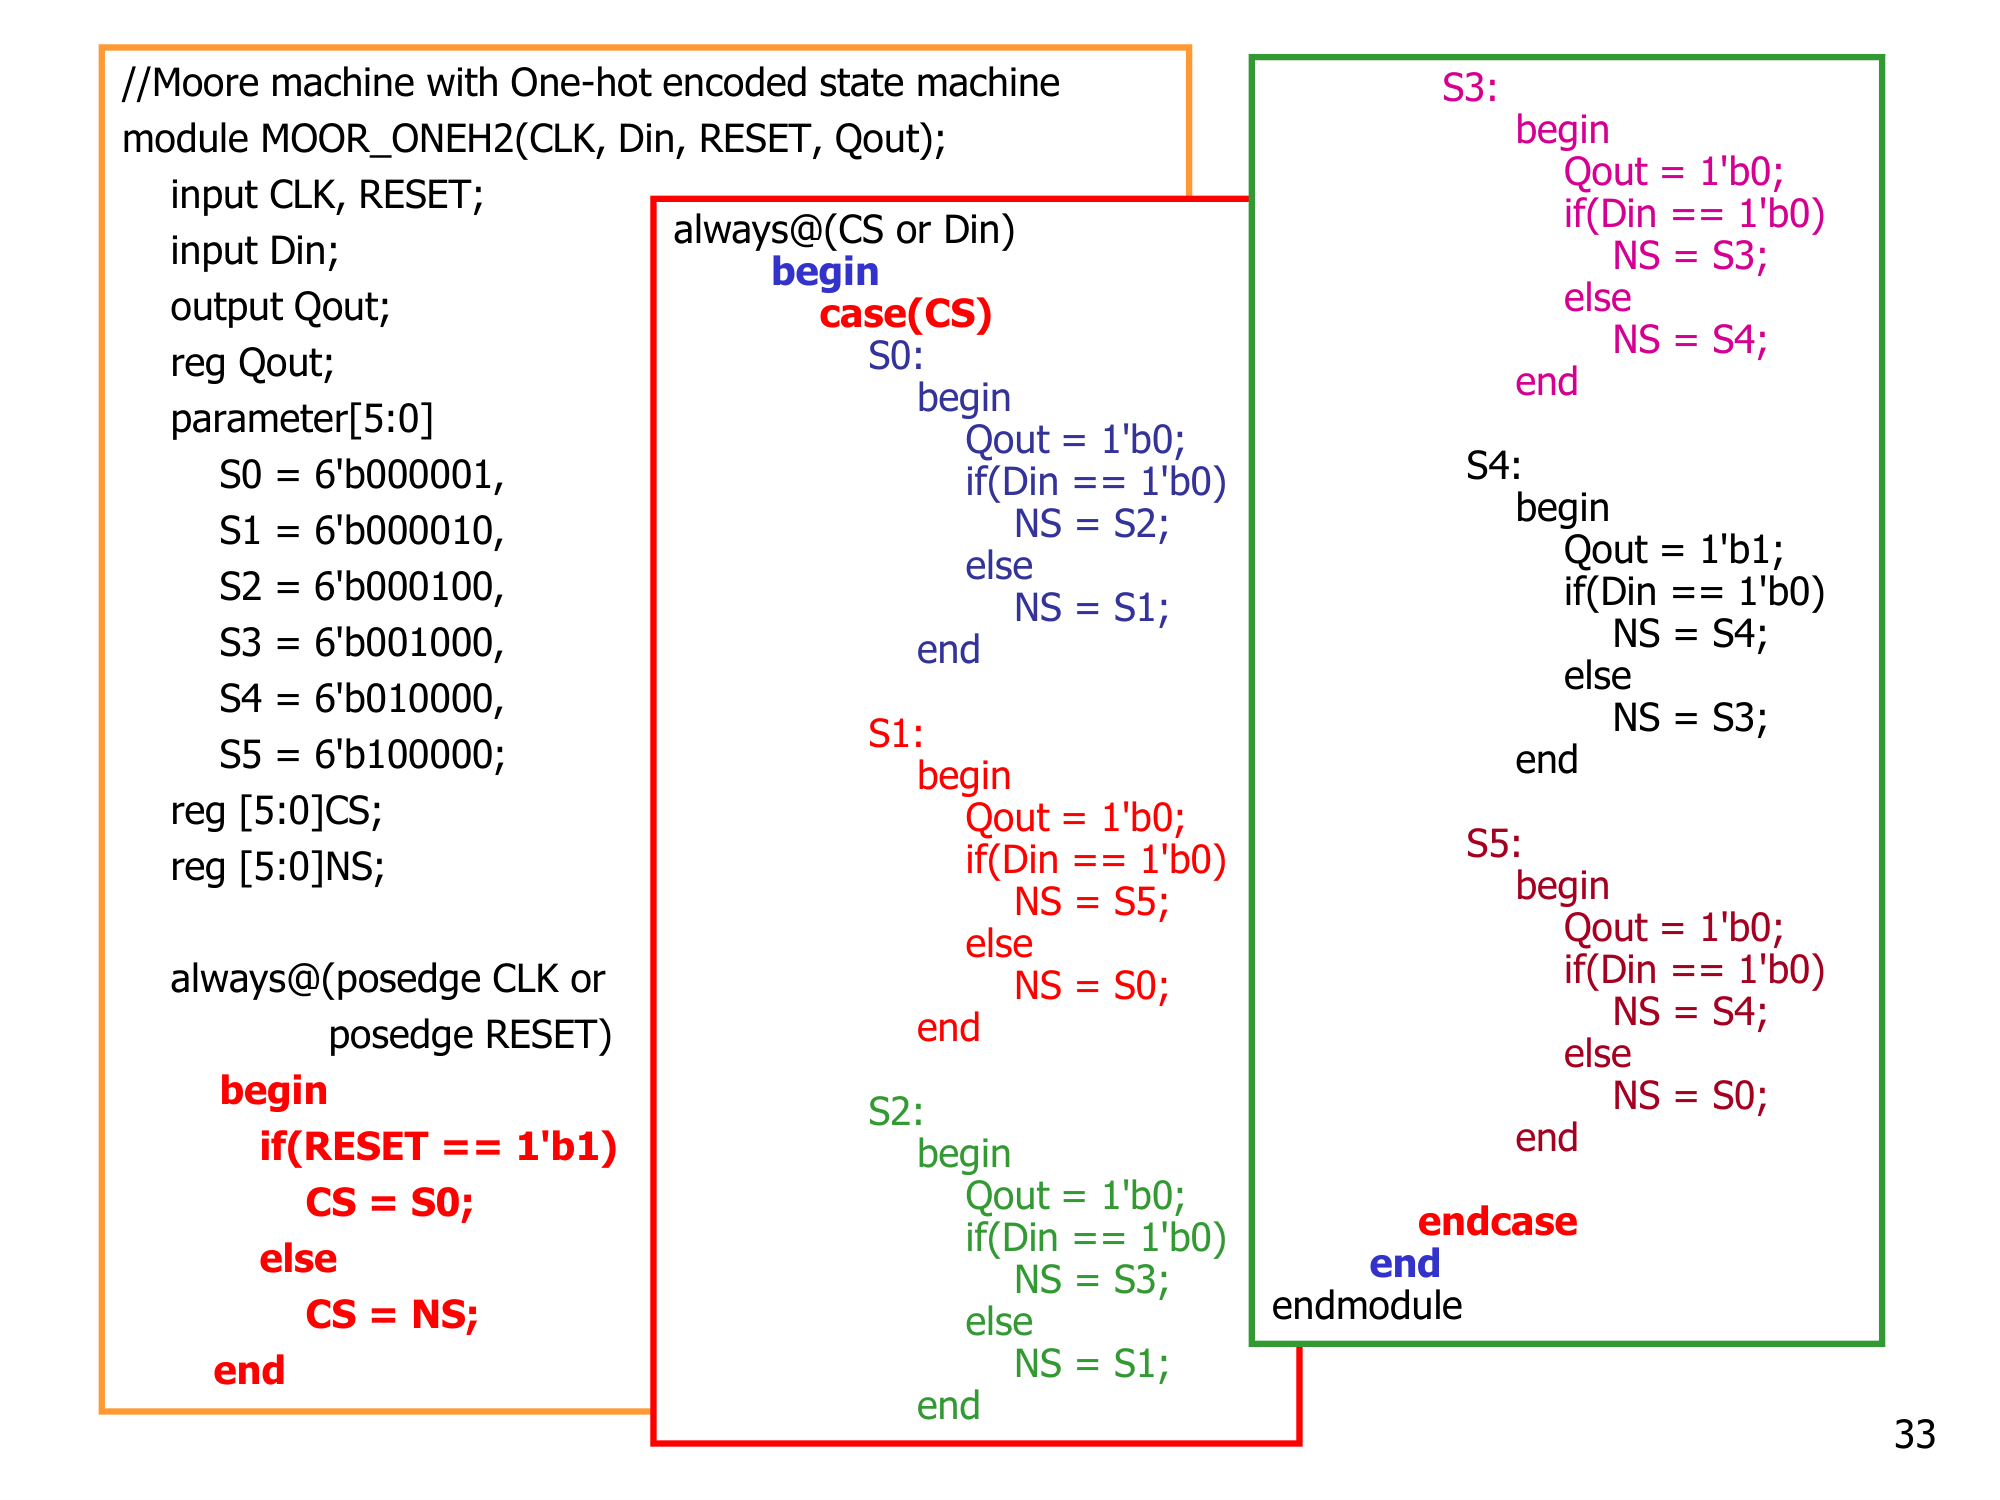 //Moore machine with One-hot encoded state machine
module MOOR_ONEH2(CLK, Din, RESET, Qout);
input CLK, RESET;
input Din;
output Qout;
reg Qout;
parameter[5:0]
S0 = 6'b000001,
S1 = 6'b000010,
S2 = 6'b000100,
S3 = 6'b001000,
S4 = 6'b010000,
S5 = 6'b100000;
reg [5:0]CS;
reg [5:0]NS;
always@(posedge CLK or
posedge RESET)
begin
if(RESET == 1'b1)
CS = S0;
else
CS = NS;
end
always@(CS or Din)
begin
case(CS)
S0:
begin
Qout = 1'b0;
if(Din == 1'b0)
NS = S2;
else
NS = S1;
end
S1:
begin
Qout = 1'b0;
if(Din == 1'b0)
NS = S5;
else
NS = S0;
end
S2:
begin
Qout = 1'b0;
if(Din == 1'b0)
NS = S3;
else
NS = S1;
end
S3:
begin
Qout = 1'b0;
if(Din == 1'b0)
NS = S3;
else
NS = S4;
end
S4:
begin
Qout = 1'b1;
if(Din == 1'b0)
NS = S4;
else
NS = S3;
end
S5:
begin
Qout = 1'b0;
if(Din == 1'b0)
NS = S4;
else
NS = S0;
end
endcase
end
endmodule
33